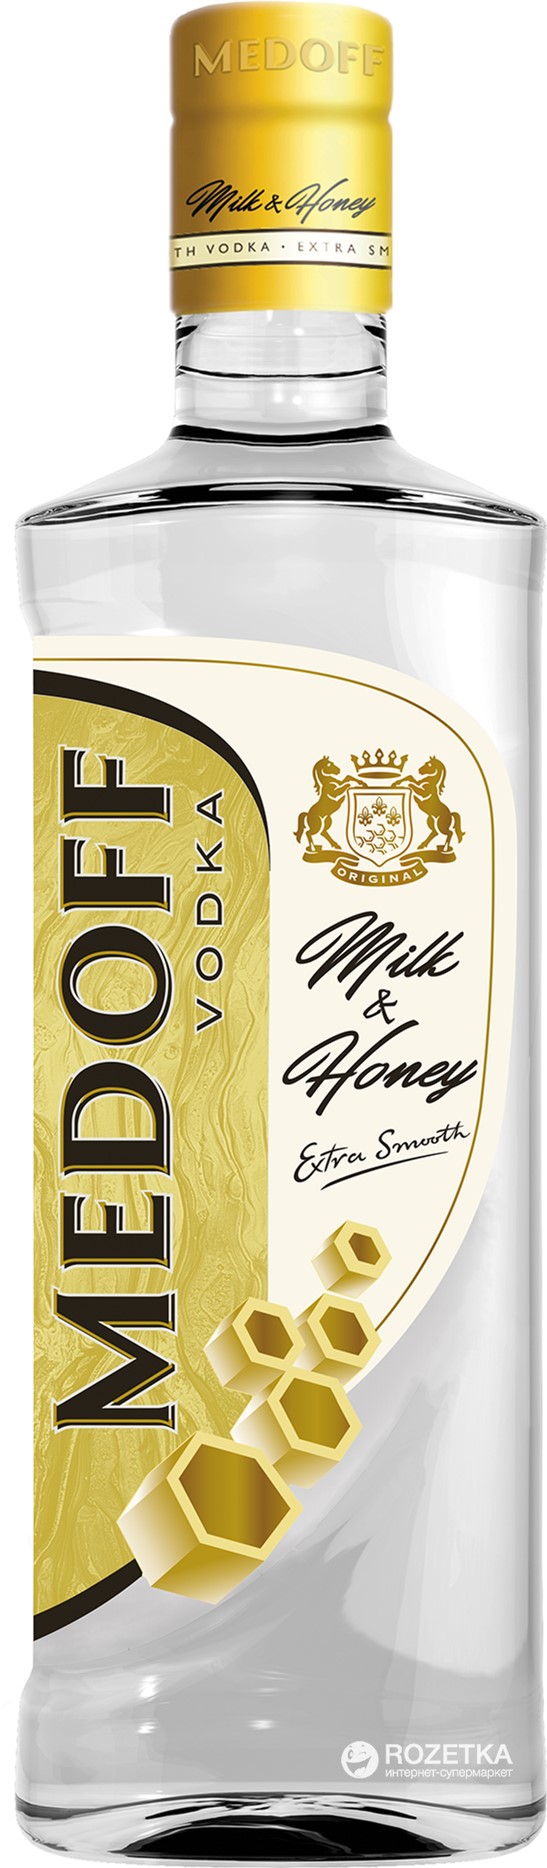 MEDOFF
Milk & Honey
TH VODKA · EXTRA SM
MEDOFF
VODKA
ORIGINAL
Milk
&
Honey
Extra Smooth
ROZETKA
интернет-супермаркет